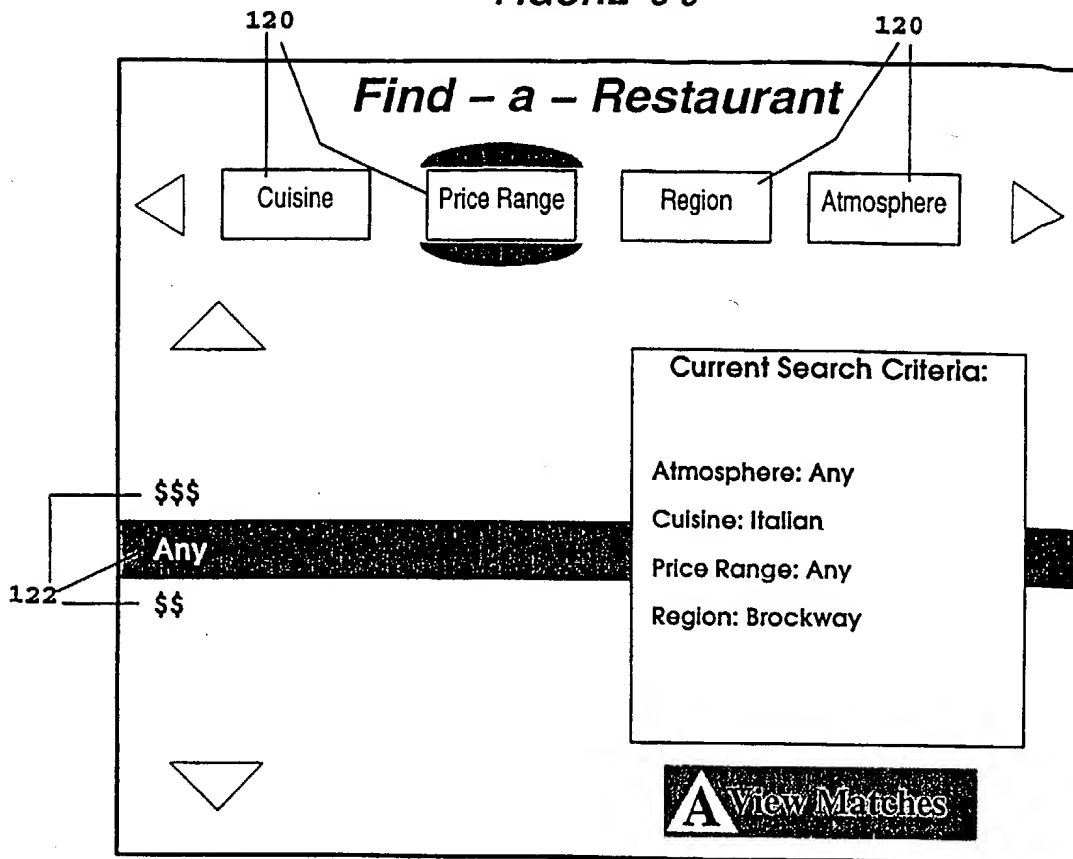 120 120
Find – a – Restaurant
Cuisine Price Range Region Atmosphere
Current Search Criteria:
Atmosphere: Any
$$$
Cuisine: Italian
Any
Price Range: Any
122 $$
Region: Brockway
A View Matches